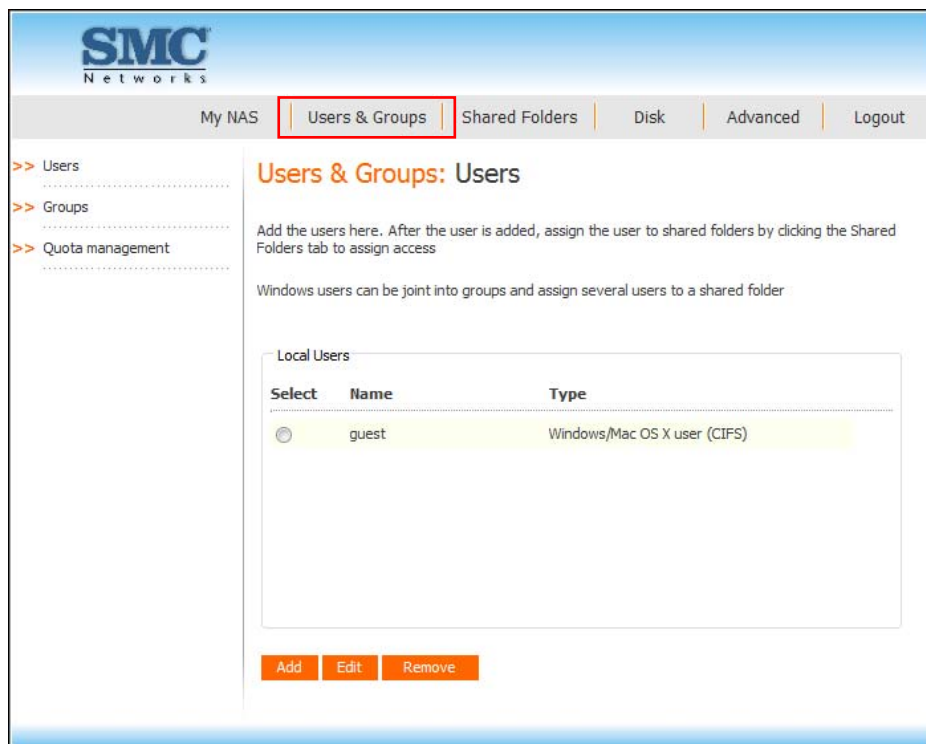 SMC
Networks
My NAS Users & Groups Shared Folders Disk Advanced Logout
>> Users
>> Groups
>> Quota management
Users & Groups: Users
Add the users here. After the user is added, assign the user to shared folders by clicking the Shared
Folders tab to assign access
Windows users can be joint into groups and assign several users to a shared folder
Local Users
Select Name Type
guest Windows/Mac OS X user (CIFS)
Add Edit Remove